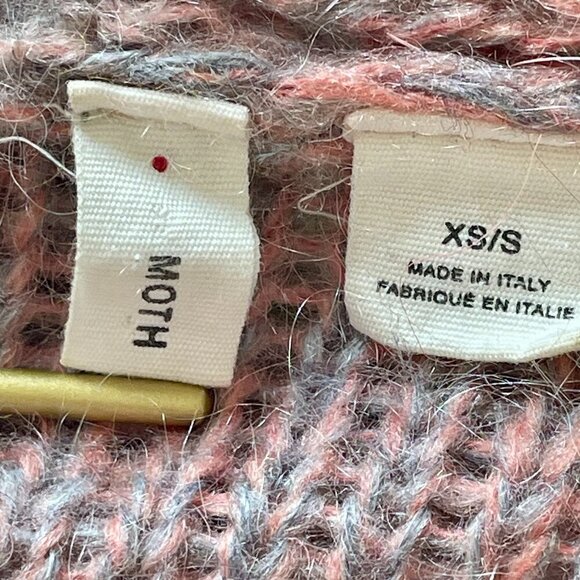 MOTH
XS/S
MADE IN ITALY
FABRIQUÉ EN ITALIE